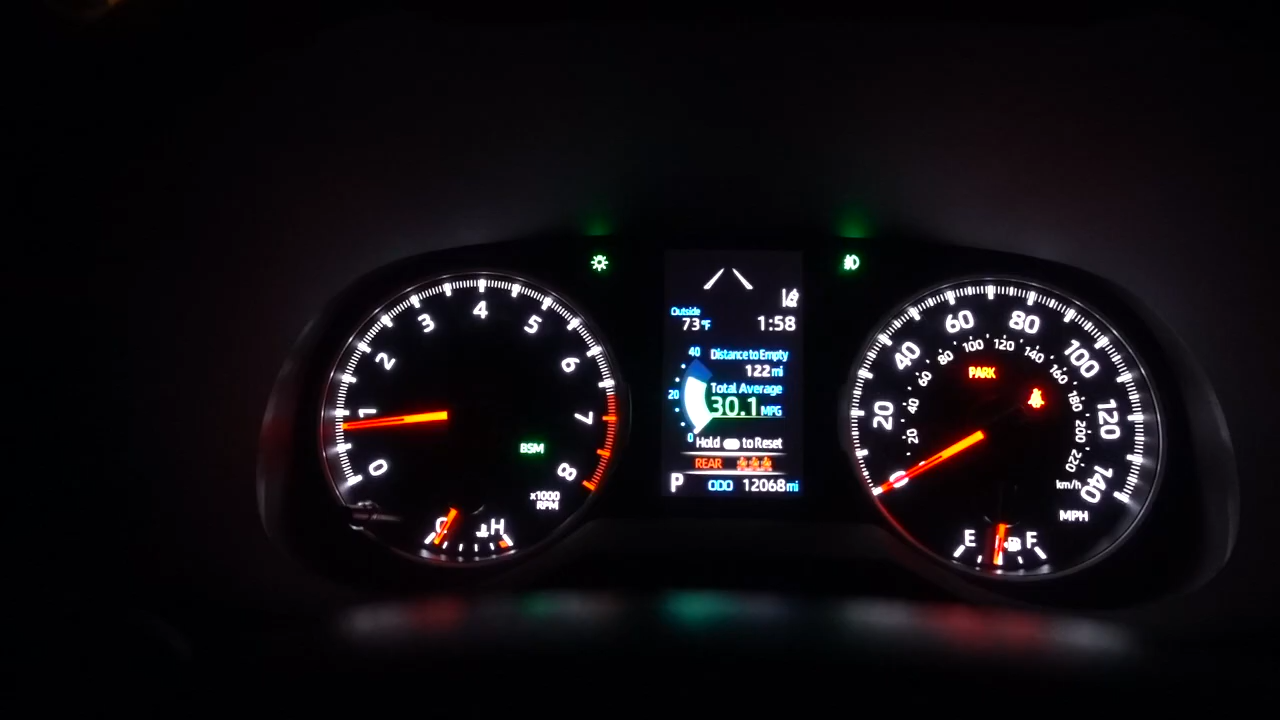 Outside
73°F 1:58
40 Distance to Empty
122 mi
Total Average
20 30.1 MPG
0 Hold to Reset
REAR
P ODO 12068 mi
0 1 2 3 4 5 6 7 8
BSM
x1000
RPM
C H
0 20 40 60 80 100 120 140
20 40 60 80 100 120 140 160 180 200 220
km/h
MPH
PARK
E F